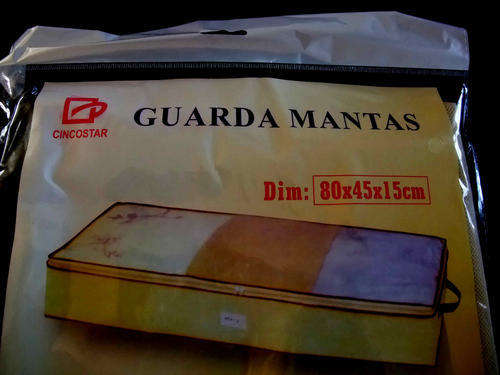 CINCOSTAR
GUARDA MANTAS
Dim: 80x45x15cm